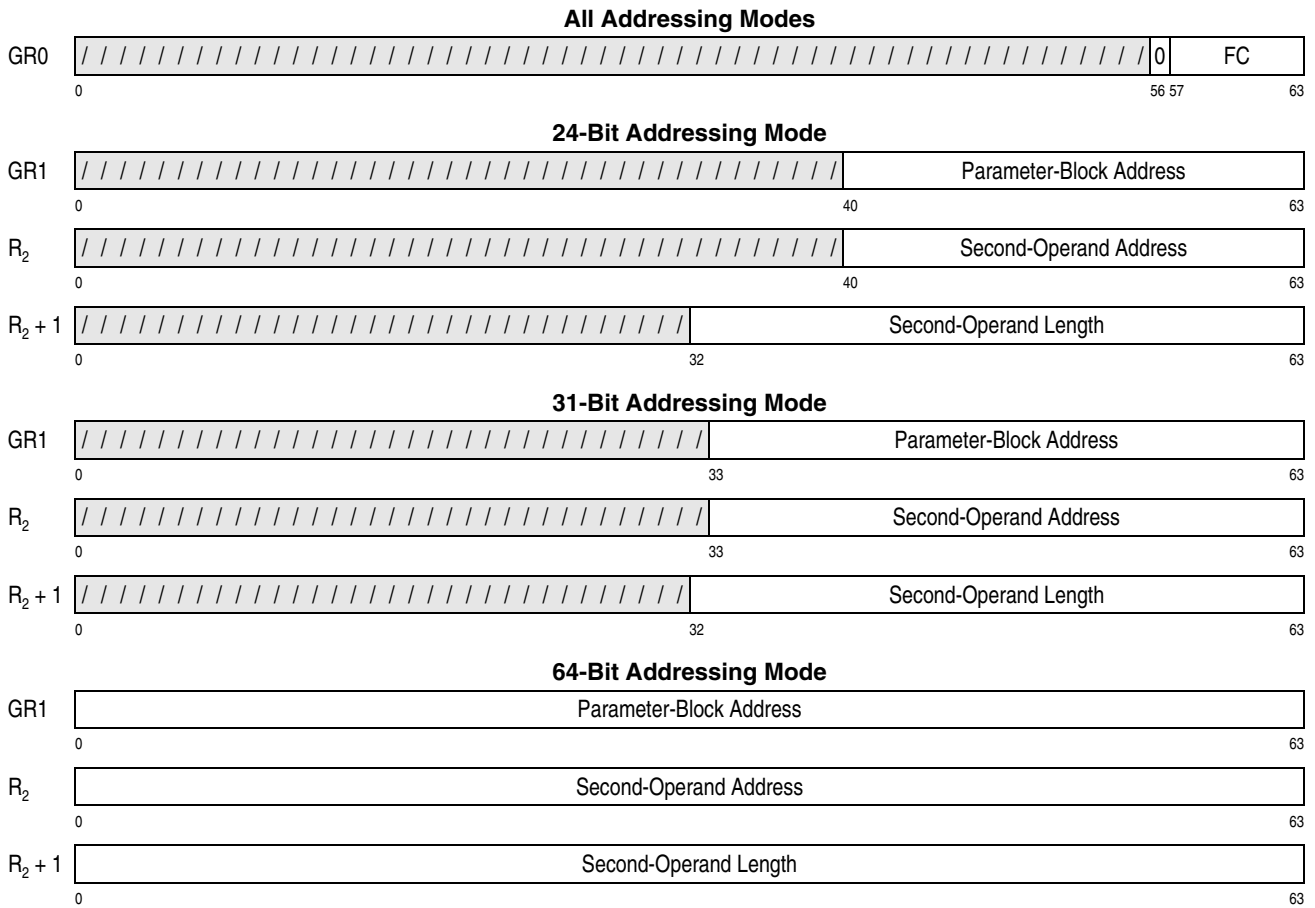 All Addressing Modes
GR0 / / / / / / / / / / / / / / / / / / / / / / / / / / / / / / / / / / / / / / / / / / / / / / / / / / / / / / / / 0 FC
0 56 57 63
24-Bit Addressing Mode
GR1 / / / / / / / / / / / / / / / / / / / / / / / / / / / / / / / / / / / / / / / / Parameter-Block Address
0 40 63
R2 / / / / / / / / / / / / / / / / / / / / / / / / / / / / / / / / / / / / / / / / Second-Operand Address
0 40 63
R2 + 1 / / / / / / / / / / / / / / / / / / / / / / / / / / / / / / / / Second-Operand Length
0 32 63
31-Bit Addressing Mode
GR1 / / / / / / / / / / / / / / / / / / / / / / / / / / / / / / / / / Parameter-Block Address
0 33 63
R2 / / / / / / / / / / / / / / / / / / / / / / / / / / / / / / / / / Second-Operand Address
0 33 63
R2 + 1 / / / / / / / / / / / / / / / / / / / / / / / / / / / / / / / / Second-Operand Length
0 32 63
64-Bit Addressing Mode
GR1 Parameter-Block Address
0 63
R2 Second-Operand Address
0 63
R2 + 1 Second-Operand Length
0 63